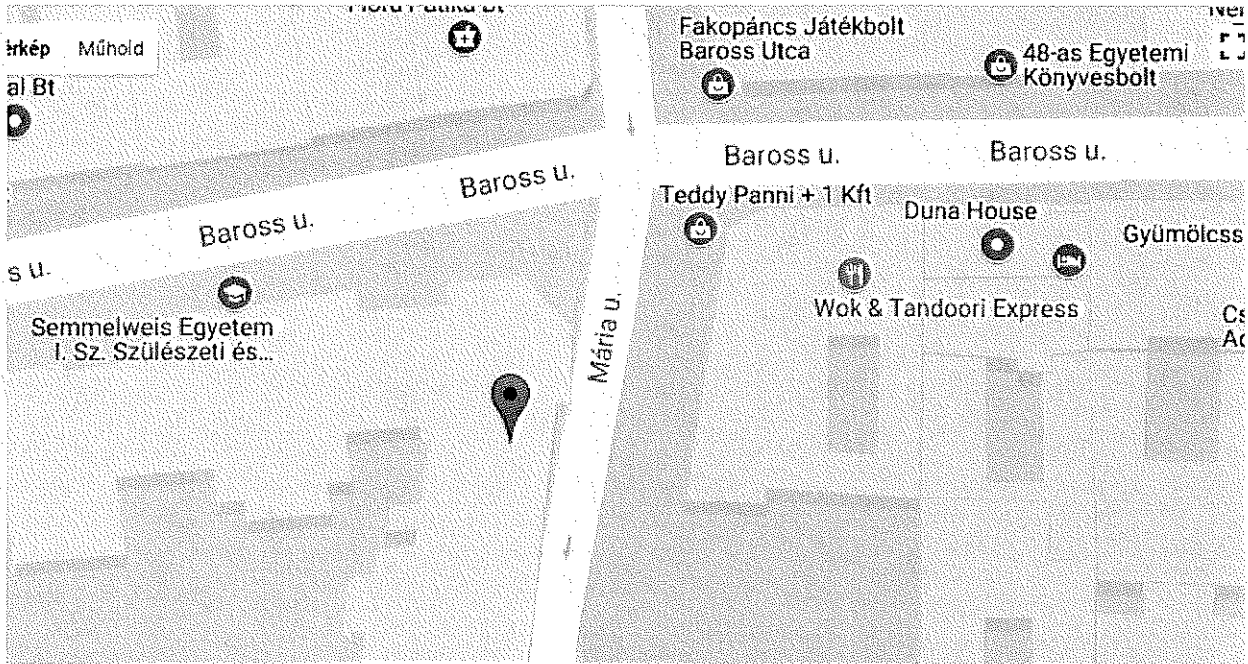 Fakopáncs Játékbolt
Baross Utca
48-as Egyetemi
Könyvesbolt
Műhold
al Bt
Baross u.
Baross u.
Baross u.
Baross u.
s u.
Teddy Panni + 1 Kft
Duna House
Gyümölcss
Wok & Tandoori Express
Semmelweis Egyetem
I. Sz. Szülészeti és...
Mária u.
Cs